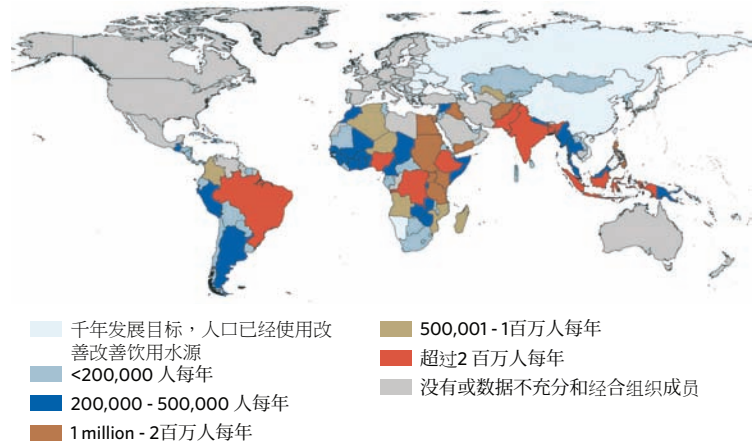 千年发展目标，人口已经使用改
善改善饮用水源
<200,000 人每年
200,000 - 500,000 人每年
1 million - 2百万人每年
500,001 - 1百万人每年
超过2 百万人每年
没有或数据不充分和经合组织成员